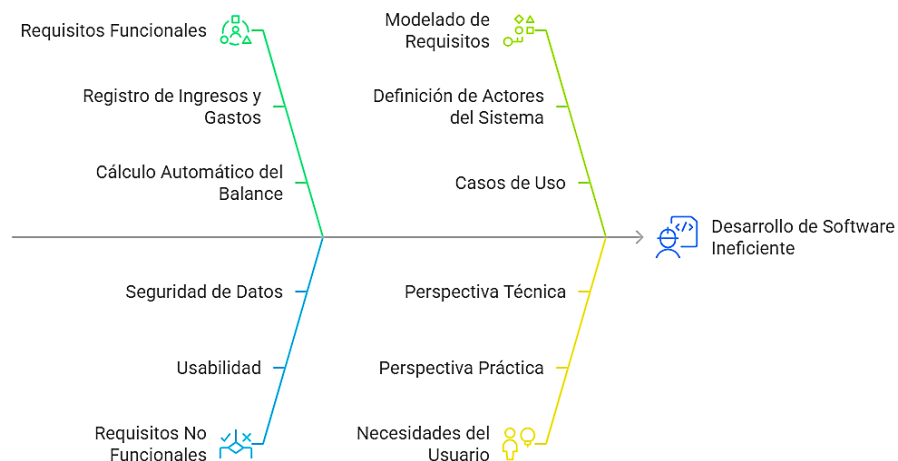 Requisitos Funcionales
Registro de Ingresos y
Gastos
Cálculo Automático del
Balance
Modelado de
Requisitos
Definición de Actores
del Sistema
Casos de Uso
Desarrollo de Software
Ineficiente
Seguridad de Datos
Usabilidad
Requisitos No
Funcionales
Perspectiva Técnica
Perspectiva Práctica
Necesidades del
Usuario